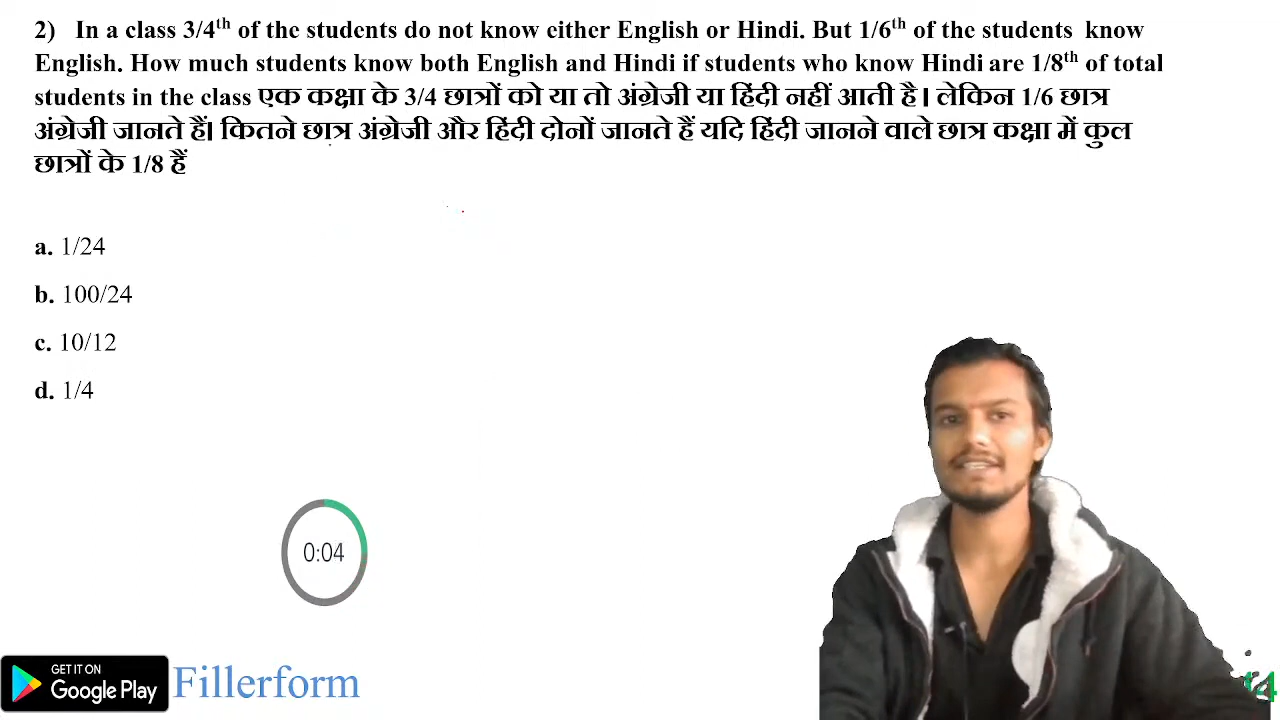 2) In a class 3/4th of the students do not know either English or Hindi. But 1/6th of the students know
English. How much students know both English and Hindi if students who know Hindi are 1/8th of total
students in the class एक कक्षा के 3/4 छात्रों को या तो अंग्रेजी या हिंदी नहीं आती है। लेकिन 1/6 छात्र
अंग्रेजी जानते हैं। कितने छात्र अंग्रेजी और हिंदी दोनों जानते हैं यदि हिंदी जानने वाले छात्र कक्षा में कुल
छात्रों के 1/8 हैं
a. 1/24
b. 100/24
c. 10/12
d. 1/4
0:04
GET IT ON
Google Play
Fillerform